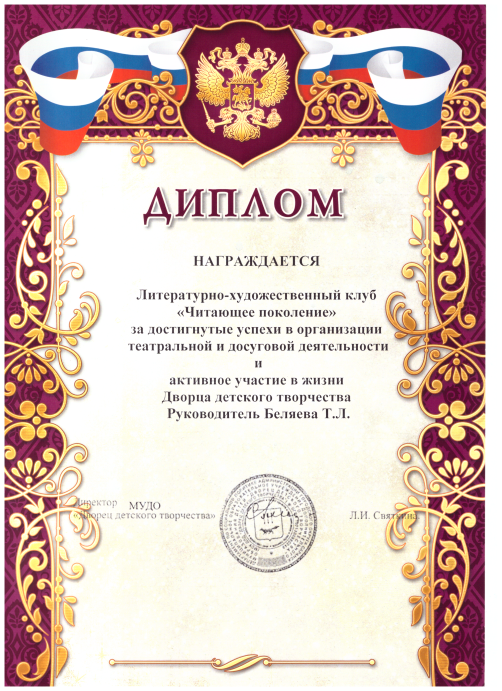 ДИПЛОМ
НАГРАЖДАЕТСЯ
Литературно-художественный клуб
«Читающее поколение»
за достигнутые успехи в организации
театральной и досуговой деятельности
и
активное участие в жизни
Дворца детского творчества
Руководитель Беляева Т.Л.
Директор МУДО
«Дворец детского творчества» Л.И. Святкина